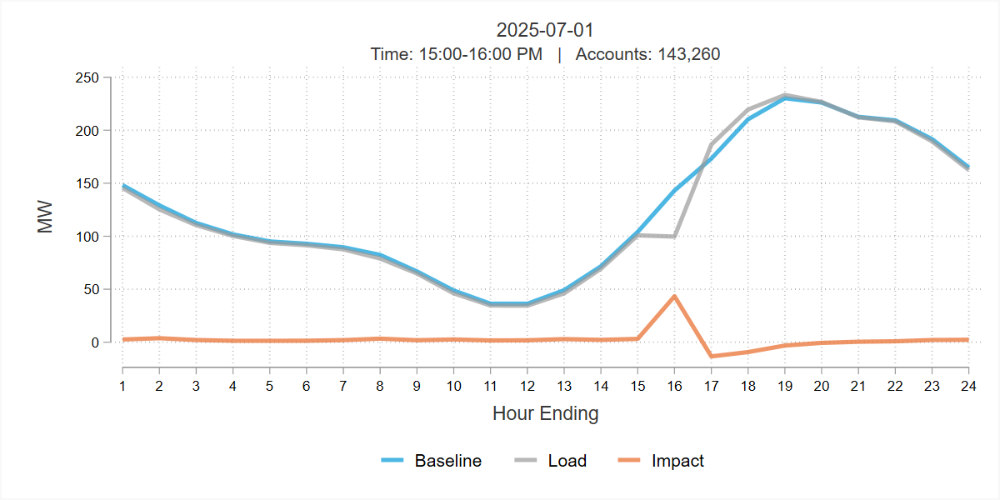 2025-07-01
Time: 15:00-16:00 PM | Accounts: 143,260
250
200
150
100
50
0
MW
1 2 3 4 5 6 7 8 9 10 11 12 13 14 15 16 17 18 19 20 21 22 23 24
Hour Ending
Baseline Load Impact